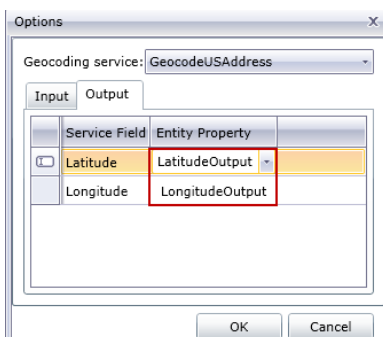 Options x
Geocoding service: GeocodeUSAddress
Input Output
Service Field Entity Property
Latitude LatitudeOutput
Longitude LongitudeOutput
OK Cancel